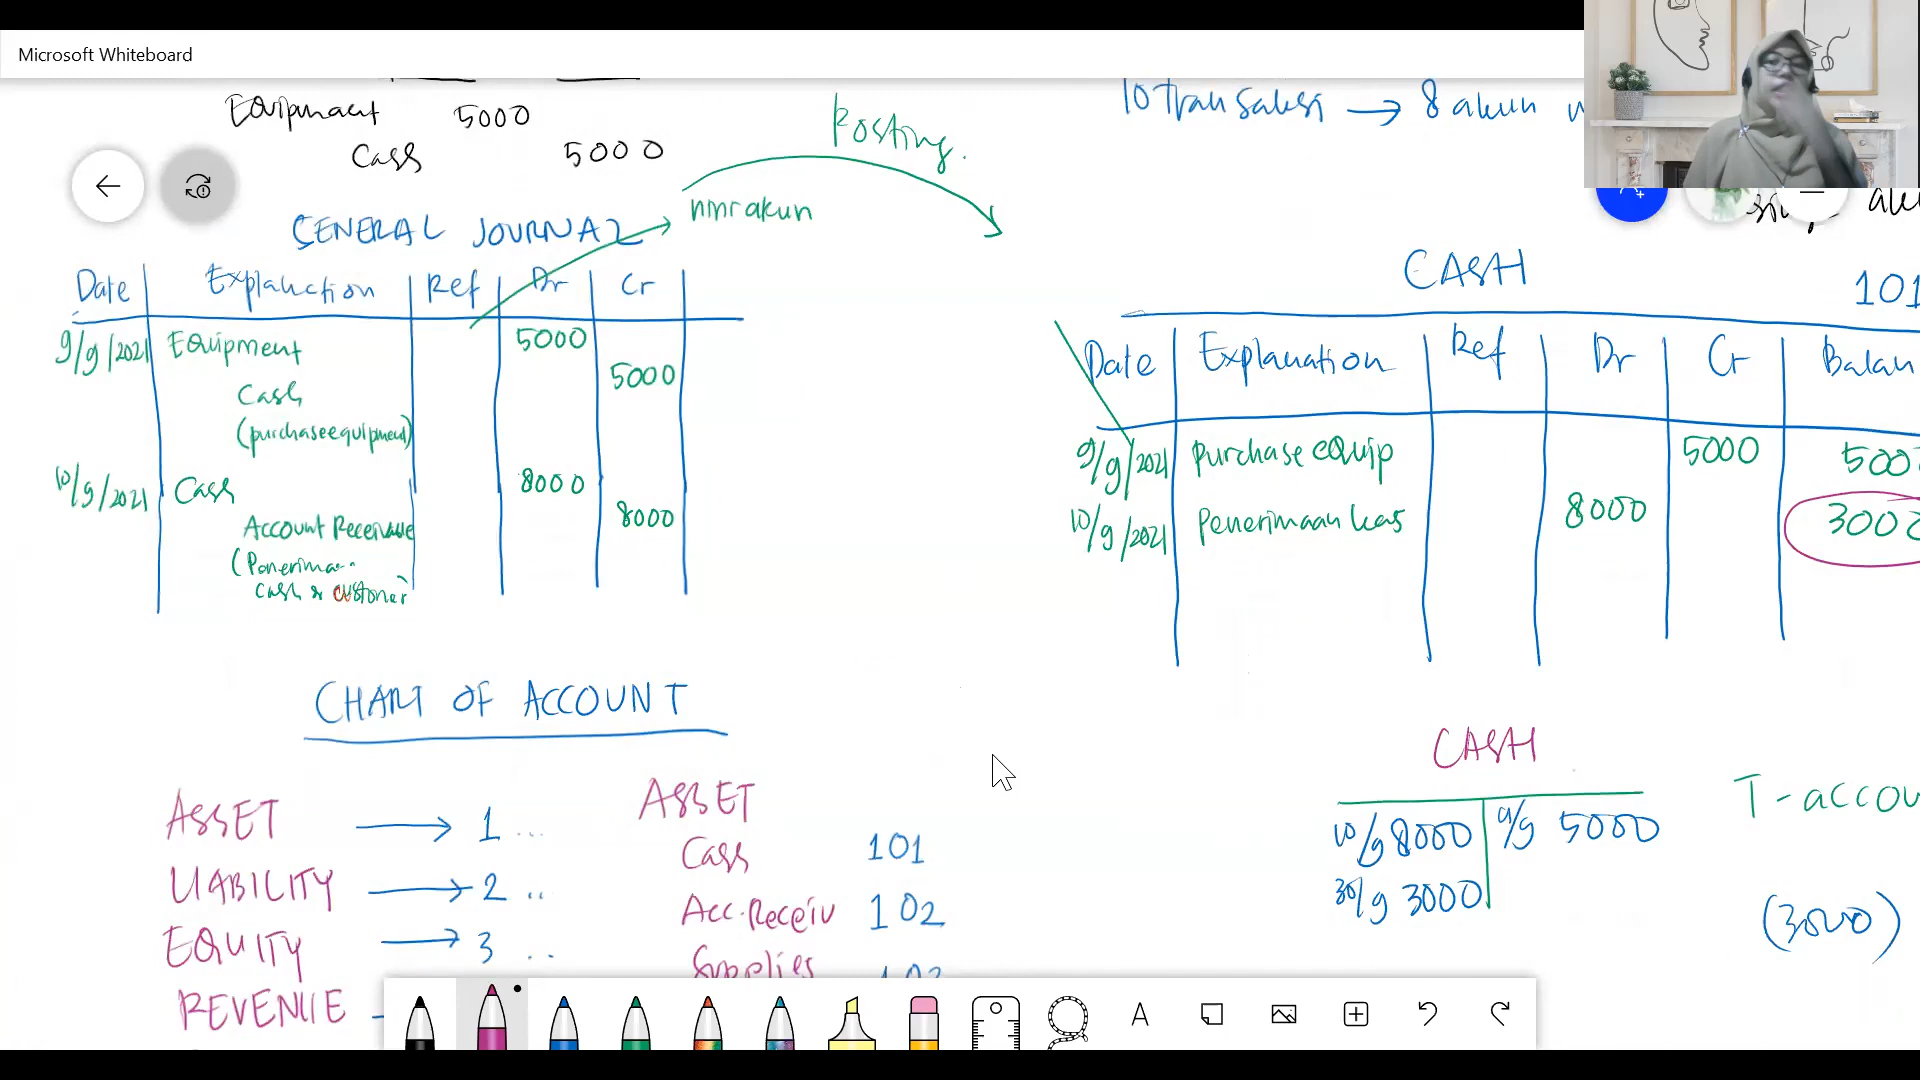 Microsoft Whiteboard
Equipment 5000
Cash 5000
Posting.
10 transaksi → 8 akun
nmr akun
GENERAL JOURNAL
Date Explanation Ref Dr Cr
9/9/2021 Equipment 5000
Cash 5000
(purchase equipment)
10/9/2021 Cash 8000
Account Receivable 8000
(Penerimaan
cash customer
CASH 101
Date Explanation Ref Dr Cr Balan
9/9/2021 Purchase equip 5000 500
10/9/2021 Penerimaan kas 8000 3000
CHART OF ACCOUNT
ASSET → 1 ...
LIABILITY → 2 ..
EQUITY → 3 ..
REVENUE
ASSET
Cash 101
Acc. Receiv 102
Supplies
CASH
10/9 8000 9/9 5000
30/9 3000
T-accou
(3000)
A